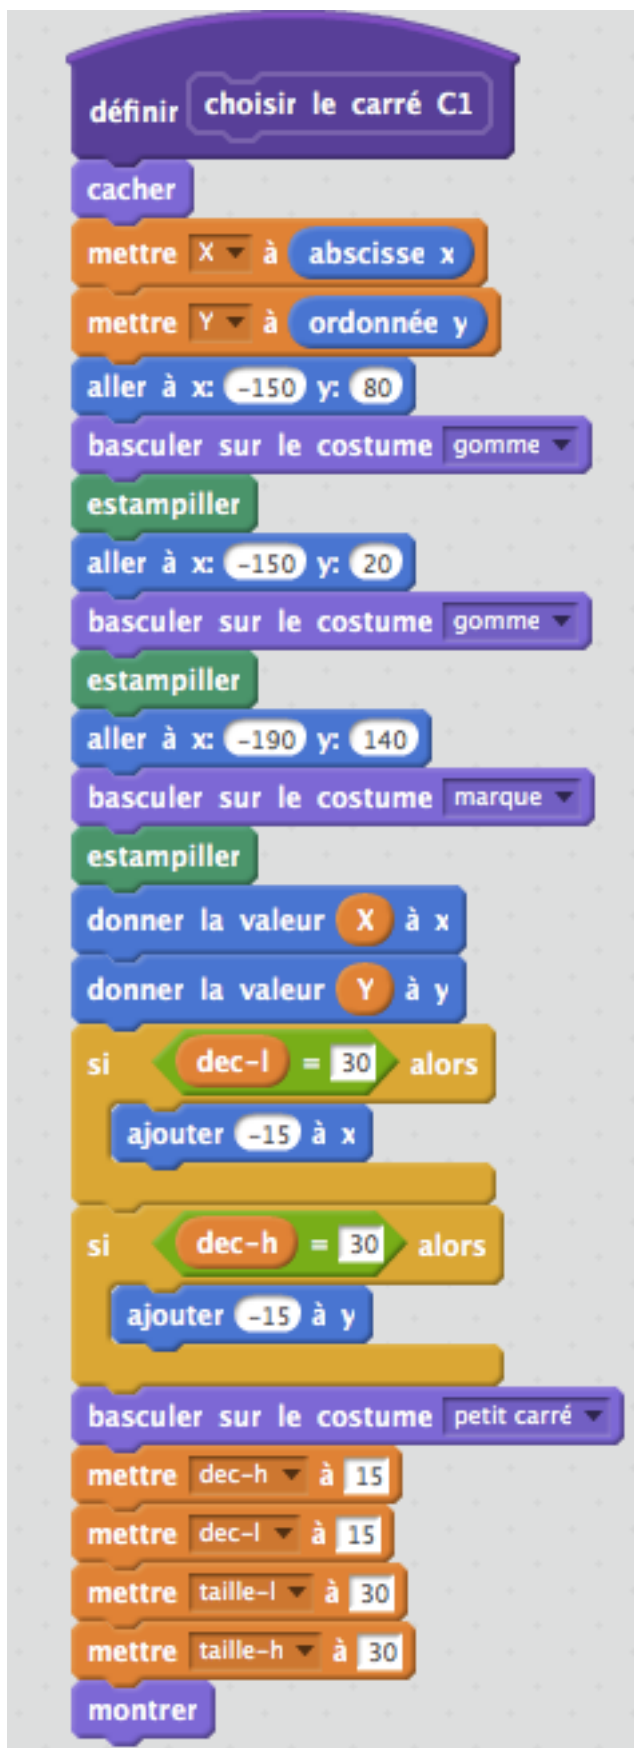 définir choisir le carré C1
cacher
mettre X à abscisse x
mettre Y à ordonnée y
aller à x: -150 y: 80
basculer sur le costume gomme
estampiller
aller à x: -150 y: 20
basculer sur le costume gomme
estampiller
aller à x: -190 y: 140
basculer sur le costume marque
estampiller
donner la valeur X à x
donner la valeur Y à y
si dec-l = 30 alors
ajouter -15 à x
si dec-h = 30 alors
ajouter -15 à y
basculer sur le costume petit carré
mettre dec-h à 15
mettre dec-l à 15
mettre taille-l à 30
mettre taille-h à 30
montrer